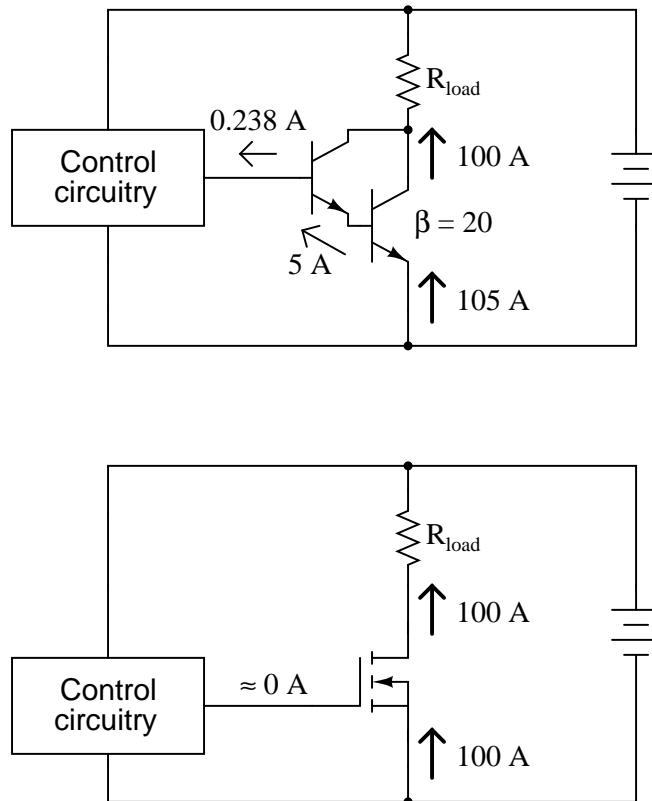 R_load
0.238 A
100 A
Control
circuitry
β = 20
5 A
105 A
R_load
100 A
Control
circuitry
≈ 0 A
100 A